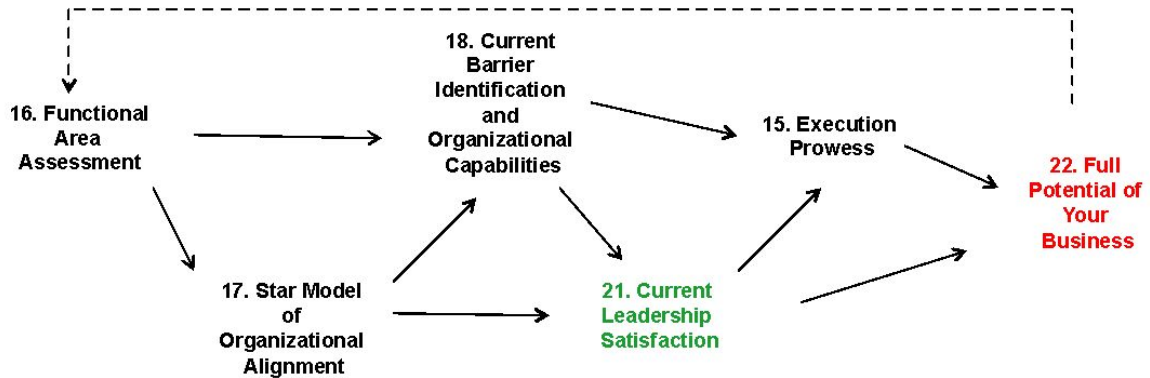 18. Current
Barrier
Identification
and
Organizational
Capabilities
16. Functional
Area
Assessment
15. Execution
Prowess
22. Full
Potential of
Your
Business
17. Star Model
of
Organizational
Alignment
21. Current
Leadership
Satisfaction